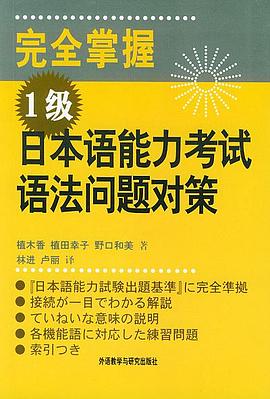 完全掌握
1级
日本语能力考试
语法问题对策
植木香 植田幸子 野口和美 著
林进 卢丽 译
●『日本語能力試験出題基準』に完全準拠
●接続が一目でわかる解説
●ていねいな意味の説明
●各機能語に対応した練習問題
●索引つき
外语教学与研究出版社